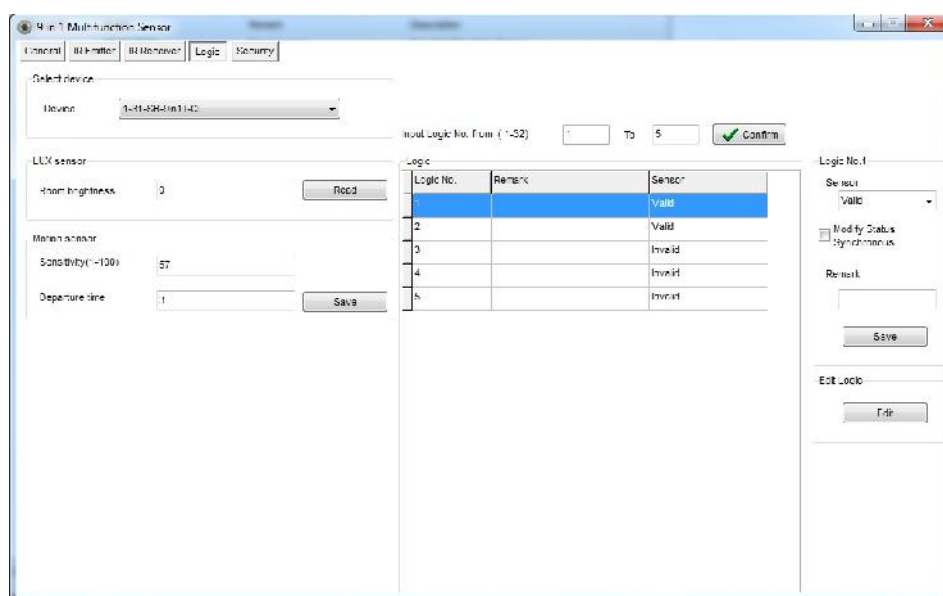 9 in 1 Multifunction Sensor
General IR Emitter IR Receiver Logic Security
Select device
Device
Input Logic No. from (1-32) 1 To 5 Confirm
LUX sensor
Room brightness 0 Read
Motion sensor
Sensitivity(1-100) 57
Departure time Save
Logic
Logic No. Remark Sensor
1 Valid
2 Valid
3 Invalid
4 Invalid
5 Invalid
Logic No.1
Sensor
Valid
Modify Status
Synchronous
Remark
Save
Edit Logic
Edit